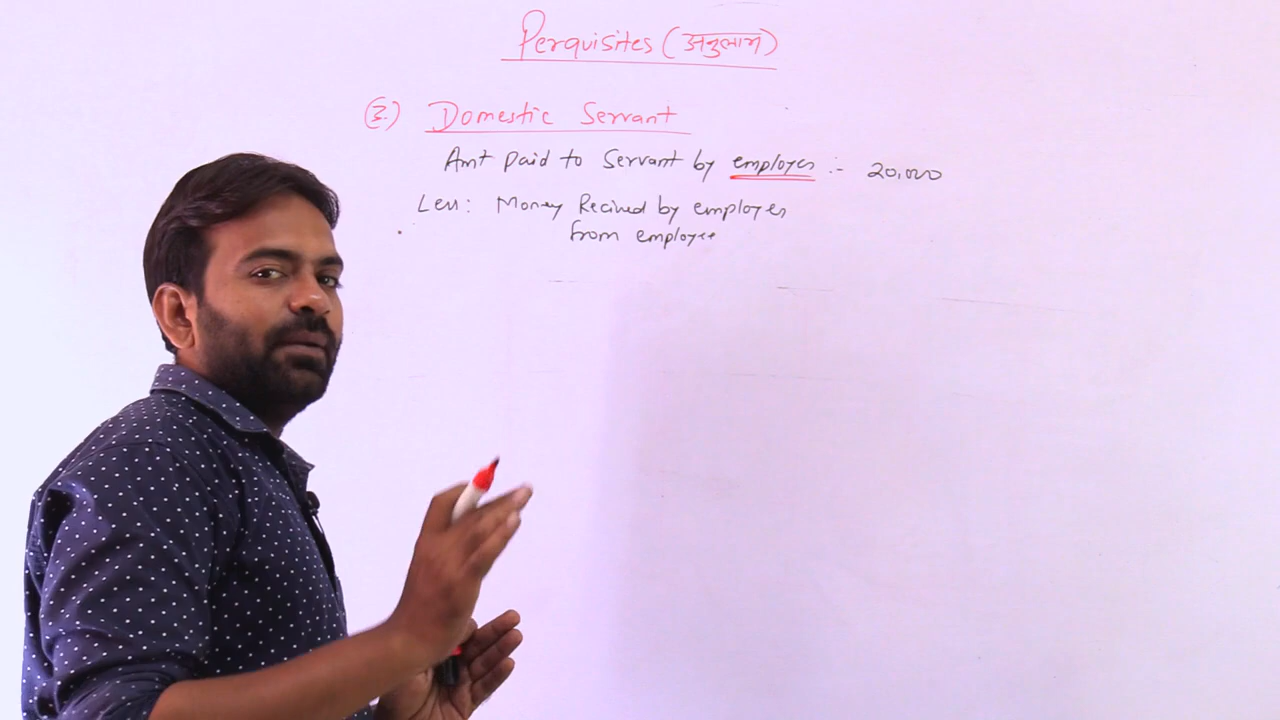 Perquisites (अनुलाभ)
(3.) Domestic Servant
Amt paid to Servant by employer :- 20,000
Less: Money Recived by employer
from employee